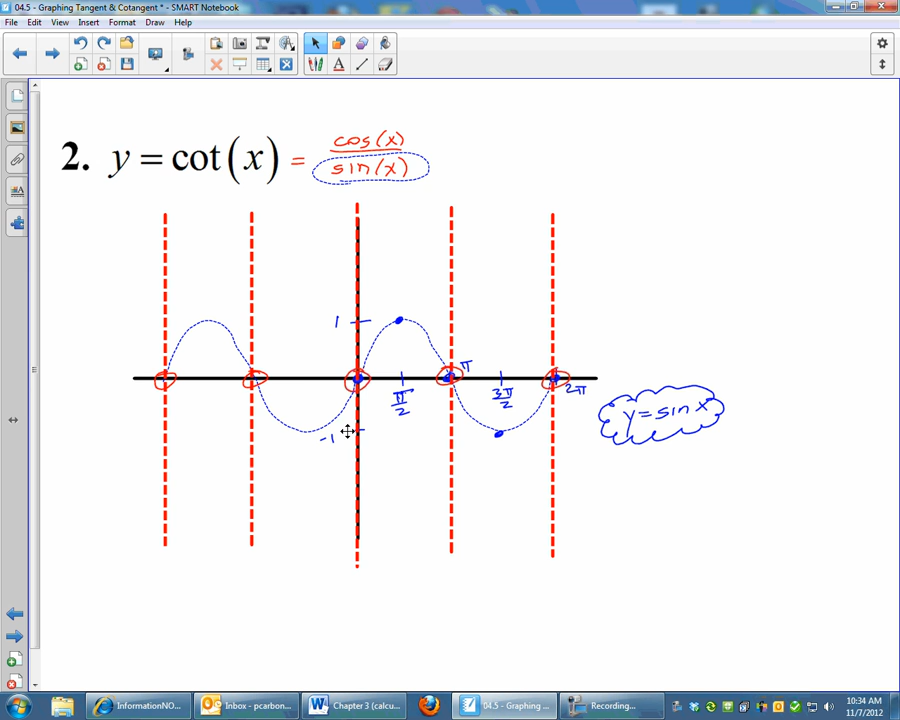 04.5 - Graphing Tangent & Cotangent * - SMART Notebook
File Edit View Insert Format Draw Help
2. y = cot(x) = cos(x)
sin(x)
1
π
π
2
3π
2
2π
y = sin x
-1
InformationNO...
Inbox - pcarbon...
Chapter 3 (calcu...
04.5 - Graphing ...
Recording...
10:34 AM
11/7/2012